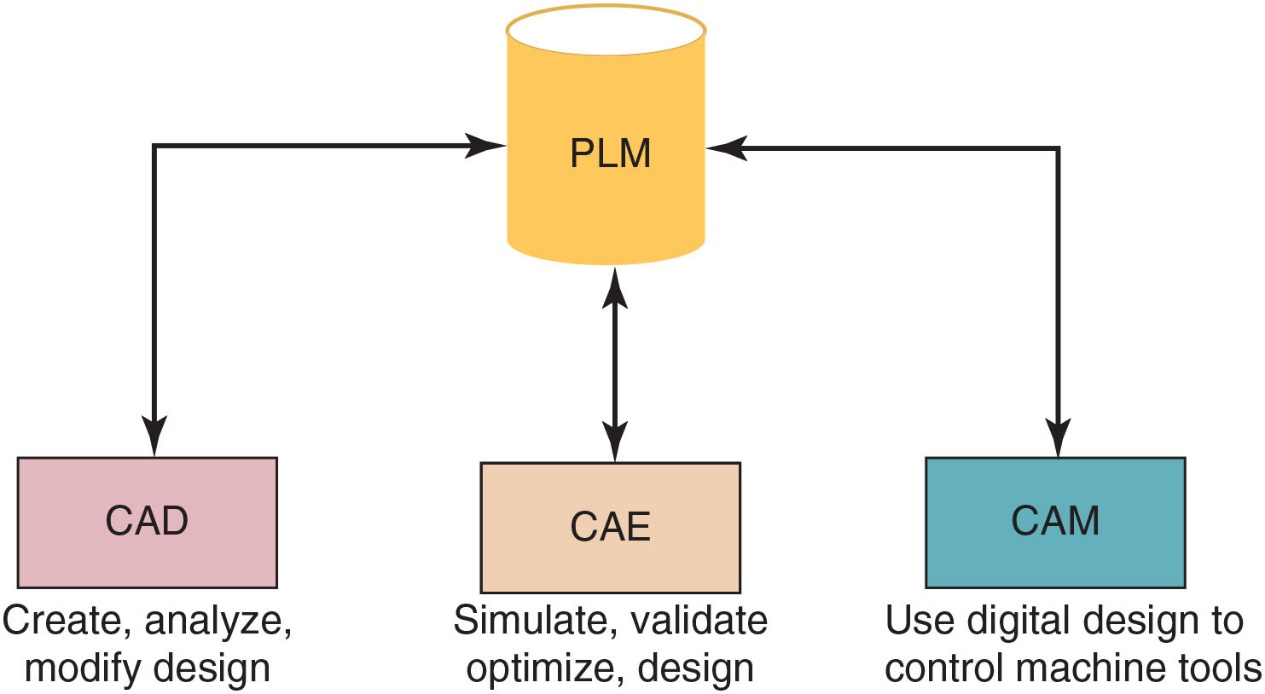 PLM
CAD
Create, analyze,
modify design
CAE
Simulate, validate
optimize, design
CAM
Use digital design to
control machine tools